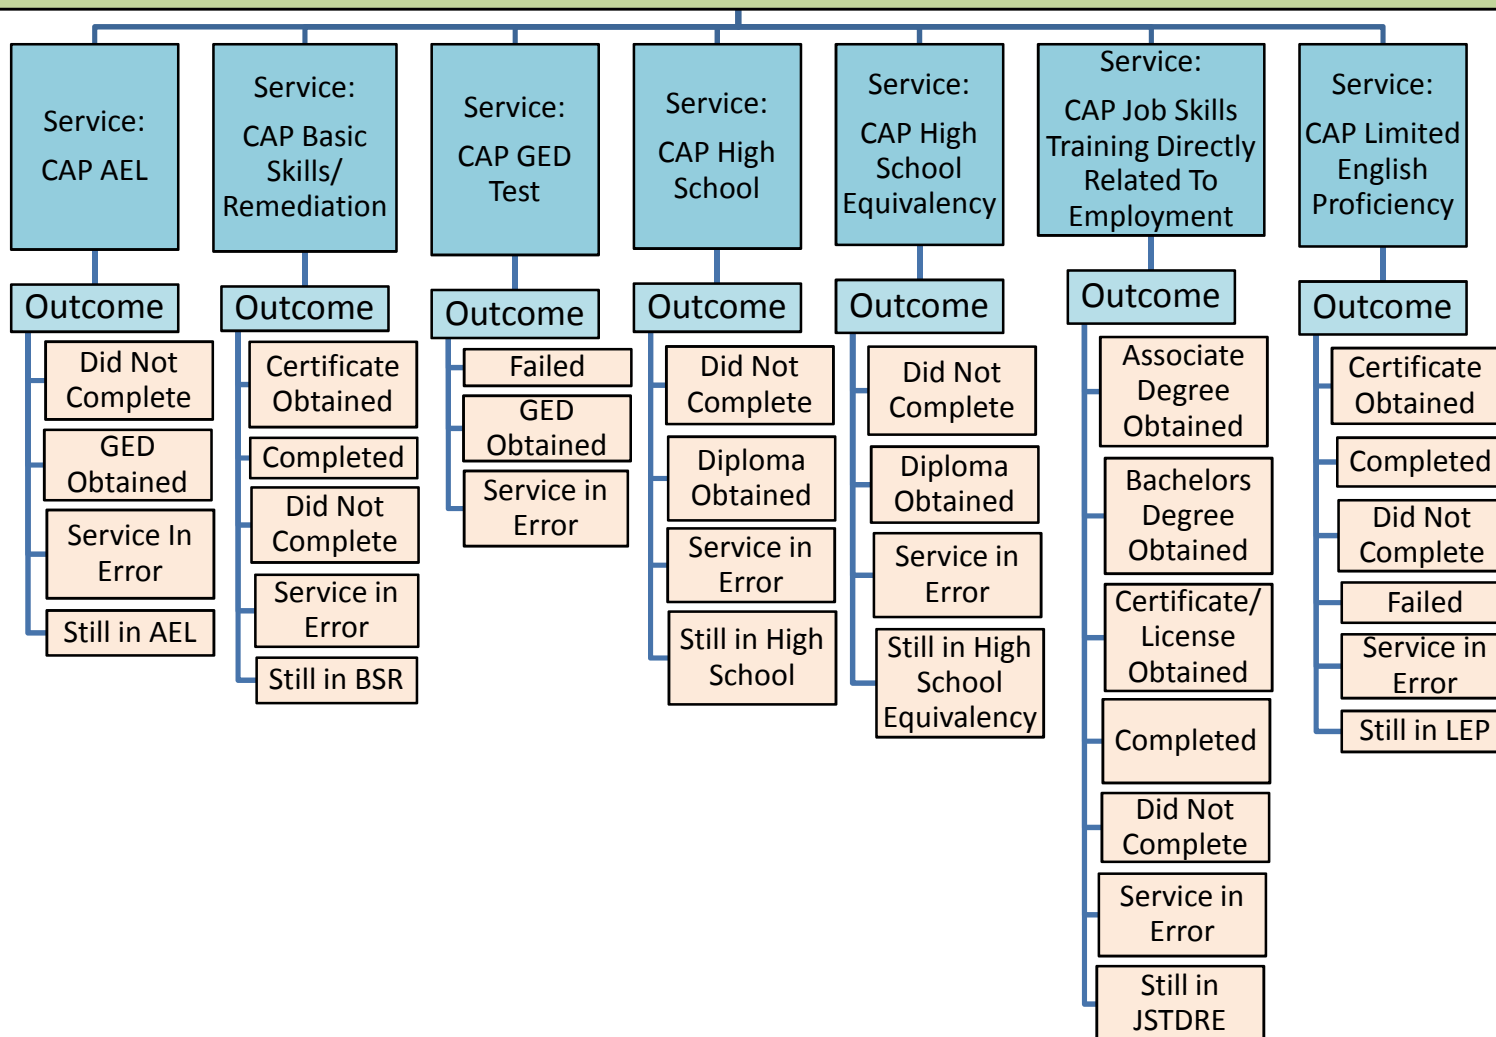 Service:
CAP AEL
Outcome
Did Not
Complete
GED
Obtained
Service In
Error
Still in AEL
Service:
CAP Basic
Skills/
Remediation
Outcome
Certificate
Obtained
Completed
Did Not
Complete
Service in
Error
Still in BSR
Service:
CAP GED
Test
Outcome
Failed
GED
Obtained
Service in
Error
Service:
CAP High
School
Outcome
Did Not
Complete
Diploma
Obtained
Service in
Error
Still in High
School
Service:
CAP High
School
Equivalency
Outcome
Did Not
Complete
Diploma
Obtained
Service in
Error
Still in High
School
Equivalency
Service:
CAP Job Skills
Training Directly
Related To
Employment
Outcome
Associate
Degree
Obtained
Bachelors
Degree
Obtained
Certificate/
License
Obtained
Completed
Did Not
Complete
Service in
Error
Still in
JSTDRE
Service:
CAP Limited
English
Proficiency
Outcome
Certificate
Obtained
Completed
Did Not
Complete
Failed
Service in
Error
Still in LEP